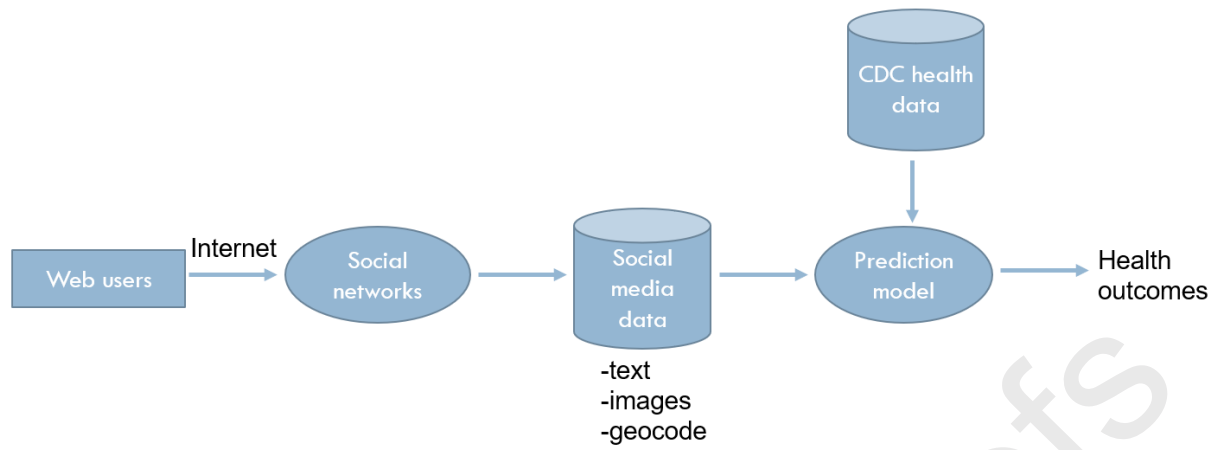 CDC health
data
Internet
Web users
Social
networks
Social
media
data
Prediction
model
Health
outcomes
-text
-images
-geocode